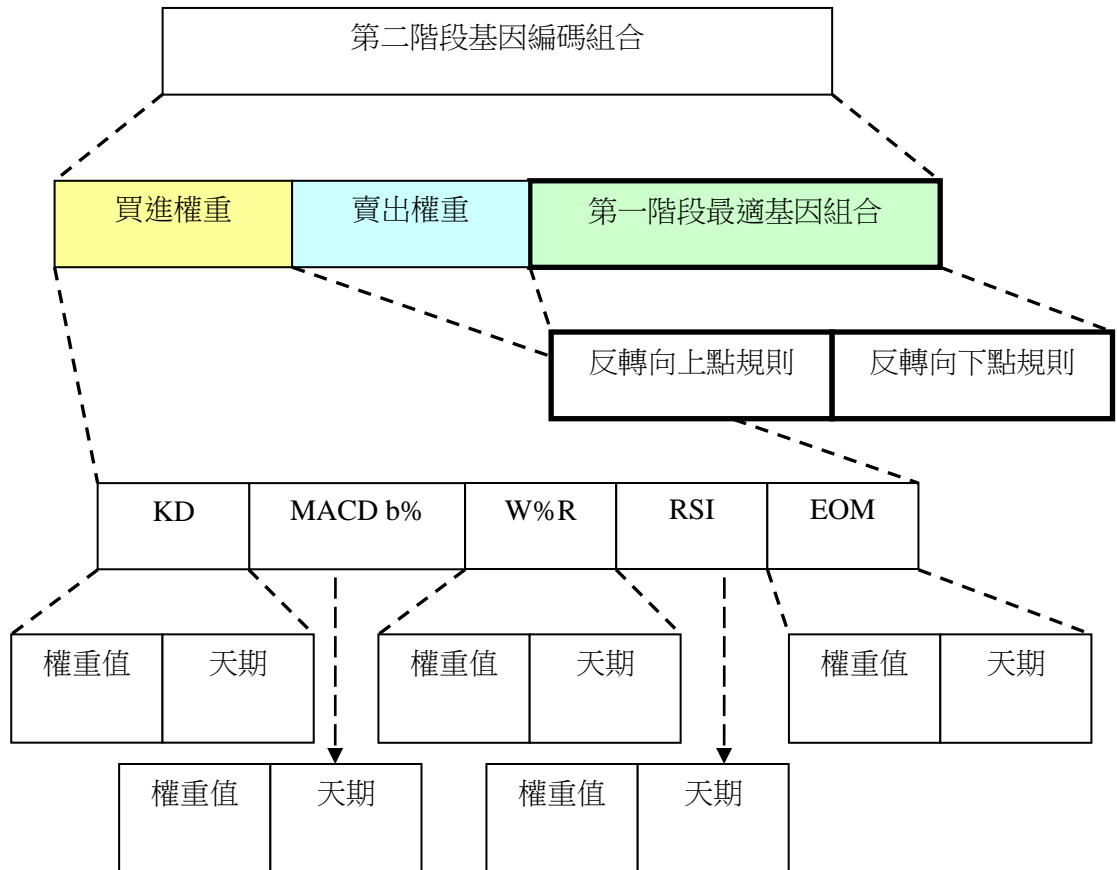 第二階段基因編碼組合
買進權重
賣出權重
第一階段最適基因組合
反轉向上點規則
反轉向下點規則
KD
MACD b%
W%R
RSI
EOM
權重值
天期
權重值
天期
權重值
天期
權重值
天期
權重值
天期